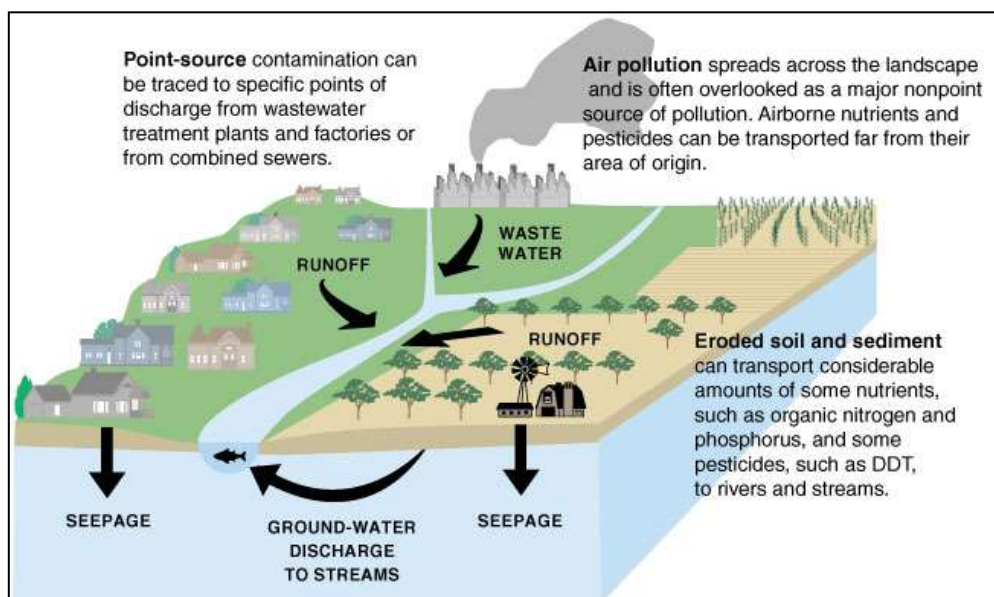 Point-source contamination can
be traced to specific points of
discharge from wastewater
treatment plants and factories or
from combined sewers.
Air pollution spreads across the landscape
and is often overlooked as a major nonpoint
source of pollution. Airborne nutrients and
pesticides can be transported far from their
area of origin.
WASTE
WATER
RUNOFF
RUNOFF
Eroded soil and sediment
can transport considerable
amounts of some nutrients,
such as organic nitrogen and
phosphorus, and some
pesticides, such as DDT,
to rivers and streams.
SEEPAGE
GROUND-WATER
DISCHARGE
TO STREAMS
SEEPAGE